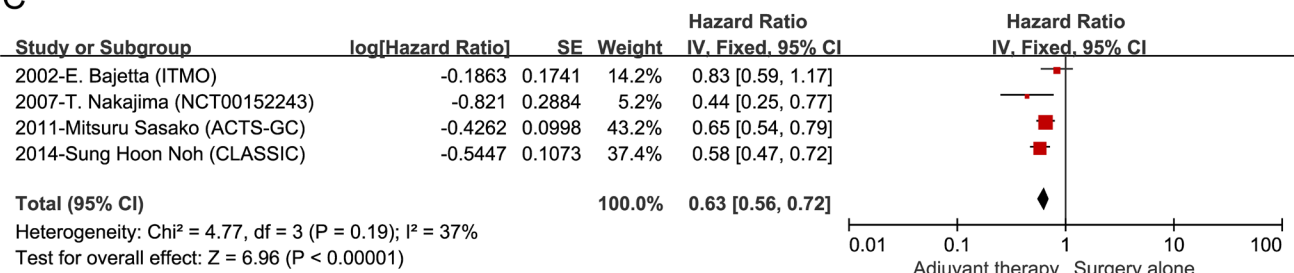 C
Hazard Ratio Hazard Ratio
Study or Subgroup log[Hazard Ratio] SE Weight IV, Fixed, 95% CI IV, Fixed, 95% CI
2002-E. Bajetta (ITMO) -0.1863 0.1741 14.2% 0.83 [0.59, 1.17]
2007-T. Nakajima (NCT00152243) -0.821 0.2884 5.2% 0.44 [0.25, 0.77]
2011-Mitsuru Sasako (ACTS-GC) -0.4262 0.0998 43.2% 0.65 [0.54, 0.79]
2014-Sung Hoon Noh (CLASSIC) -0.5447 0.1073 37.4% 0.58 [0.47, 0.72]
Total (95% CI) 100.0% 0.63 [0.56, 0.72]
Heterogeneity: Chi² = 4.77, df = 3 (P = 0.19); I² = 37%
Test for overall effect: Z = 6.96 (P < 0.00001)
0.01 0.1 1 10 100
Adjuvant therapy Surgery alone